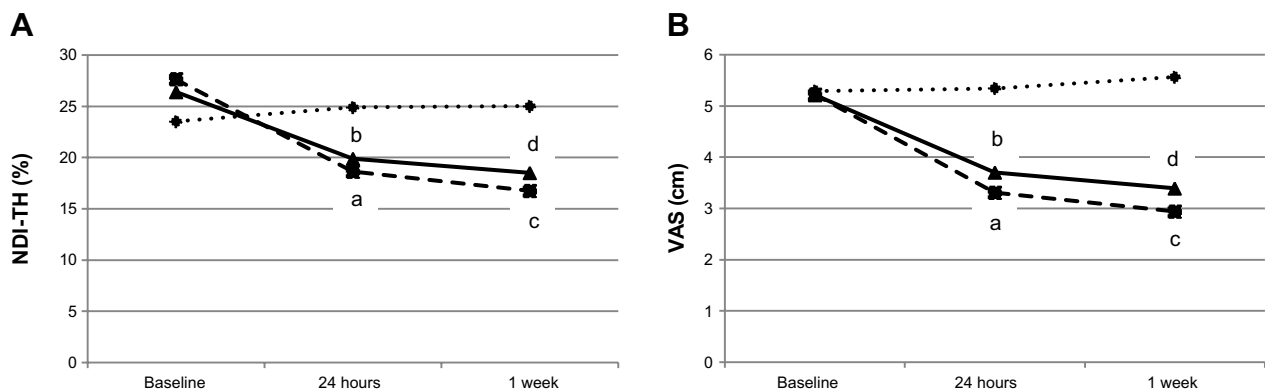 A
NDI-TH (%)
30
25
20
15
10
5
0
b
d
a
c
Baseline
24 hours
1 week
B
VAS (cm)
6
5
4
3
2
1
0
b
d
a
c
Baseline
24 hours
1 week